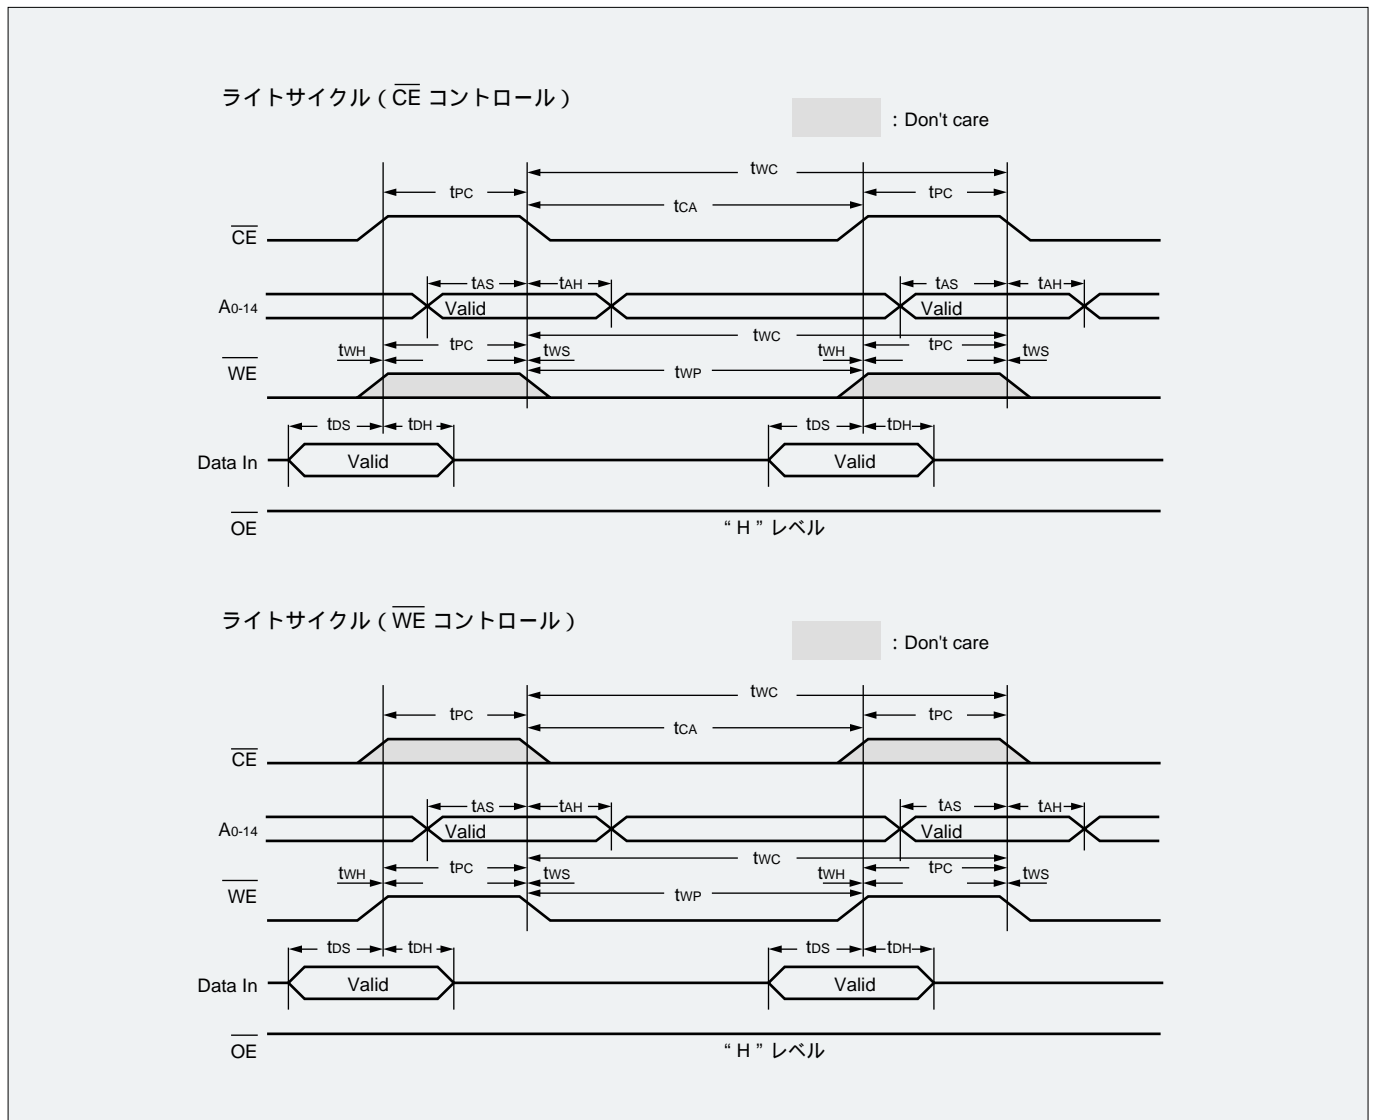 ライトサイクル ( CE コントロール )
: Don't care
tWC
tPC
tPC
tCA
CE
tAS
tAH
tAS
tAH
A0-14
Valid
Valid
tWC
tWH
tPC
tWS
tWH
tPC
tWS
tWP
WE
tDS
tDH
tDS
tDH
Data In
Valid
Valid
OE
“ H ” レベル
ライトサイクル ( WE コントロール )
: Don't care
tWC
tPC
tPC
tCA
CE
tAS
tAH
tAS
tAH
A0-14
Valid
Valid
tWC
tWH
tPC
tWS
tWH
tPC
tWS
tWP
WE
tDS
tDH
tDS
tDH
Data In
Valid
Valid
OE
“ H ” レベル